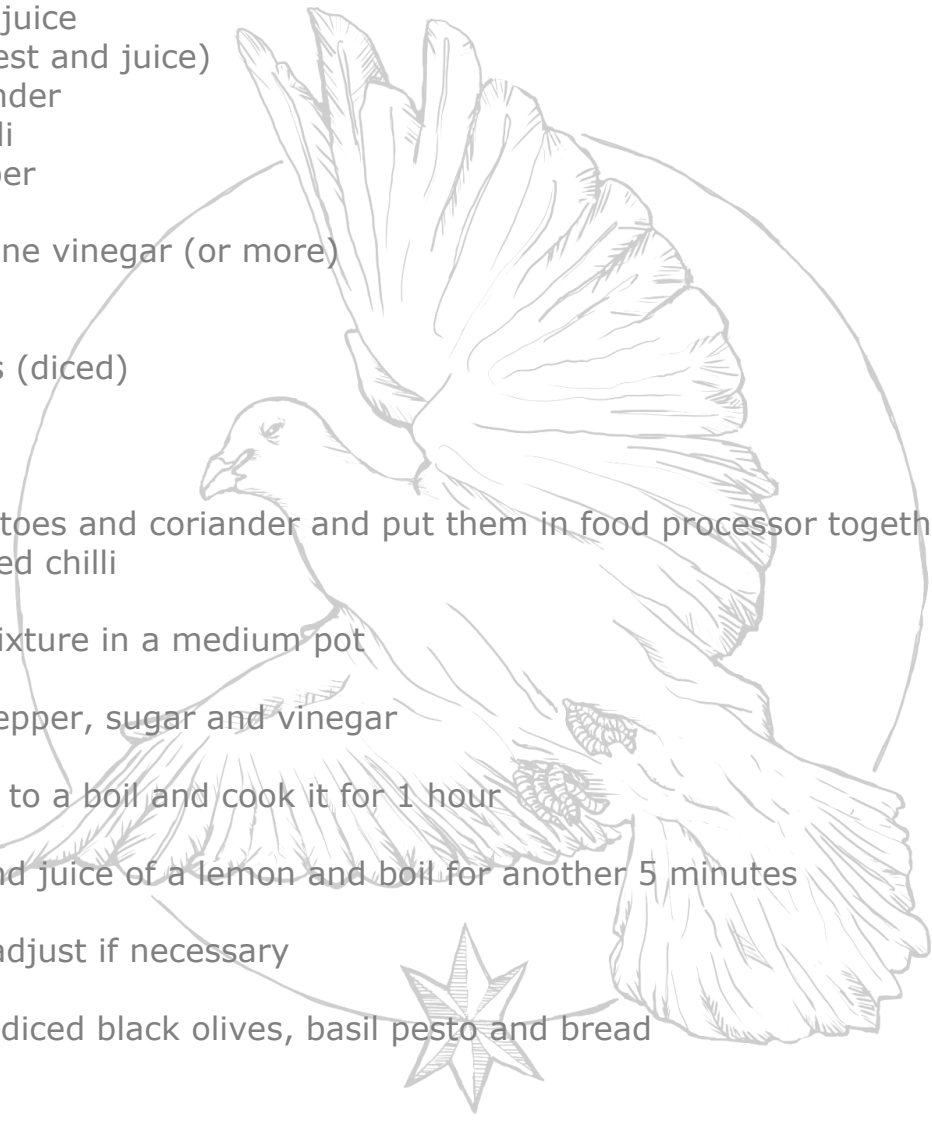 juice
est and juice)
nder
li
per
ne vinegar (or more)
s (diced)
toes and coriander and put them in food processor togeth
ed chilli
ixture in a medium pot
epper, sugar and vinegar
to a boil and cook it for 1 hour
nd juice of a lemon and boil for another 5 minutes
adjust if necessary
diced black olives, basil pesto and bread